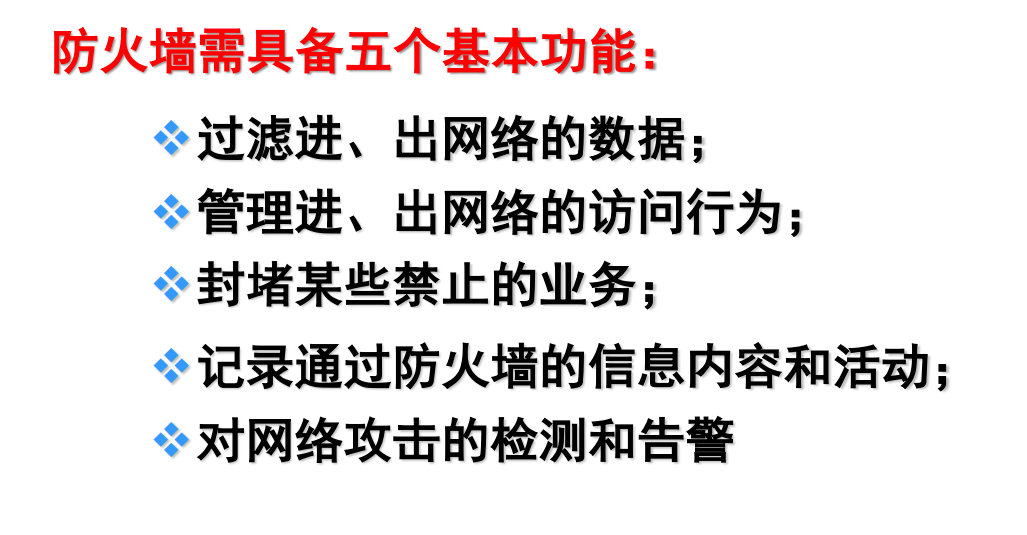 防火墙需具备五个基本功能：
过滤进、出网络的数据；
管理进、出网络的访问行为；
封堵某些禁止的业务；
记录通过防火墙的信息内容和活动；
对网络攻击的检测和告警